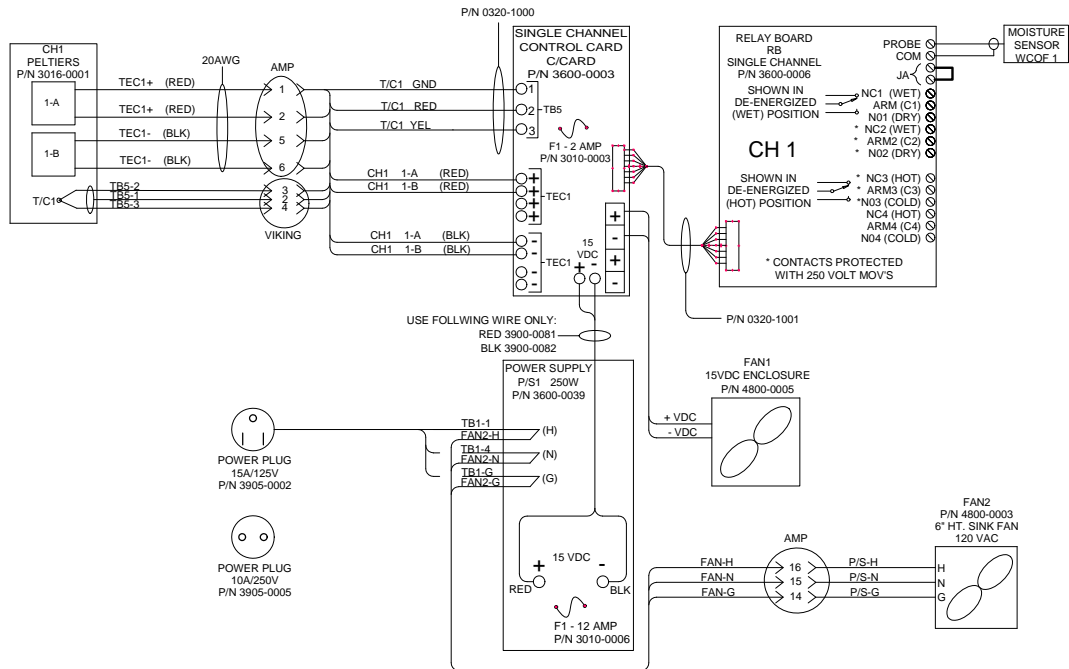 P/N 0320-1000
CH1
PELTIERS
P/N 3016-0001
1-A
1-B
T/C1
TEC1+ (RED)
TEC1+ (RED)
TEC1- (BLK)
TEC1- (BLK)
TB5-2
TB5-1
TB5-3
20AWG
AMP
1
2
5
6
3
2
4
VIKING
T/C1 GND
T/C1 RED
T/C1 YEL
CH1 1-A (RED)
CH1 1-B (RED)
CH1 1-A (BLK)
CH1 1-B (BLK)
SINGLE CHANNEL
CONTROL CARD
C/CARD
P/N 3600-0003
1
2
3
TB5
F1 - 2 AMP
P/N 3010-0003
+
+
+
+
TEC1
-
-
-
-
TEC1
15
VDC
+ -
+
-
+
-
RELAY BOARD
RB
SINGLE CHANNEL
P/N 3600-0006
SHOWN IN
DE-ENERGIZED
(WET) POSITION
CH 1
SHOWN IN
DE-ENERGIZED
(HOT) POSITION
PROBE
COM
JA
NC1 (WET)
ARM (C1)
N01 (DRY)
* NC2 (WET)
* ARM2 (C2)
* N02 (DRY)
* NC3 (HOT)
* ARM3 (C3)
*N03 (COLD)
NC4 (HOT)
ARM4 (C4)
N04 (COLD)
* CONTACTS PROTECTED
WITH 250 VOLT MOV'S
MOISTURE
SENSOR
WCOF 1
P/N 0320-1001
USE FOLLWING WIRE ONLY:
RED 3900-0081
BLK 3900-0082
POWER SUPPLY
P/S1 250W
P/N 3600-0039
TB1-1
FAN2-H
(H)
TB1-4
FAN2-N
(N)
TB1-G
FAN2-G
(G)
15 VDC
+ -
RED
BLK
F1 - 12 AMP
P/N 3010-0006
POWER PLUG
15A/125V
P/N 3905-0002
POWER PLUG
10A/250V
P/N 3905-0005
FAN1
15VDC ENCLOSURE
P/N 4800-0005
+ VDC
- VDC
FAN2
P/N 4800-0003
6" HT. SINK FAN
120 VAC
AMP
FAN-H 16 P/S-H H
FAN-N 15 P/S-N N
FAN-G 14 P/S-G G